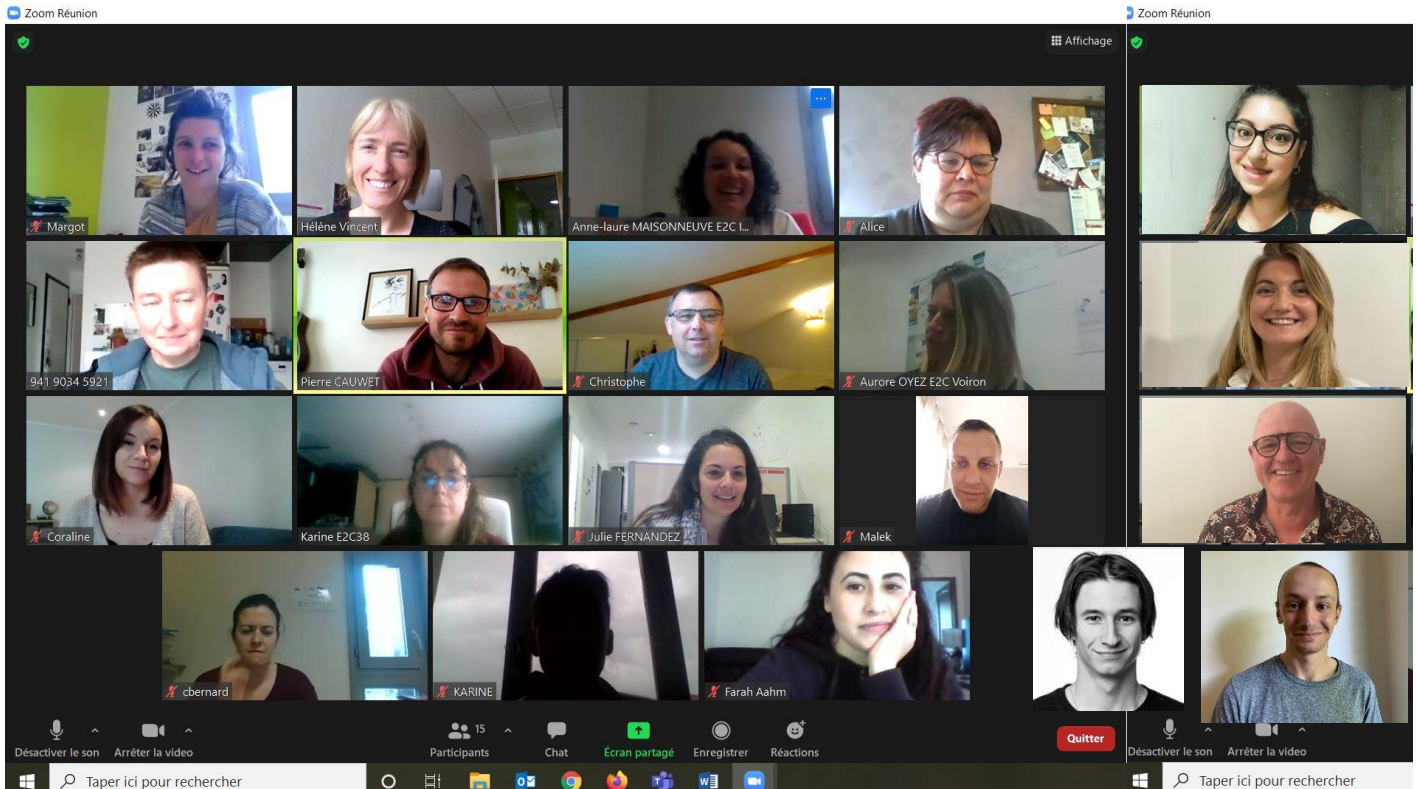 Zoom Réunion
Zoom Réunion
Affichage
Margot
Hélène Vincent
Anne-laure MAISONNEUVE E2C I...
Alice
941 9034 5921
Pierre CAUWET
Christophe
Aurore OYEZ E2C Voiron
Coraline
Karine E2C38
Julie FERNANDEZ
Malek
cbernard
KARINE
Farah Aahm
15
Désactiver le son
Arrêter la video
Participants
Chat
Écran partagé
Enregistrer
Réactions
Quitter
Désactiver le son
Arrêter la video
Taper ici pour rechercher
Taper ici pour rechercher